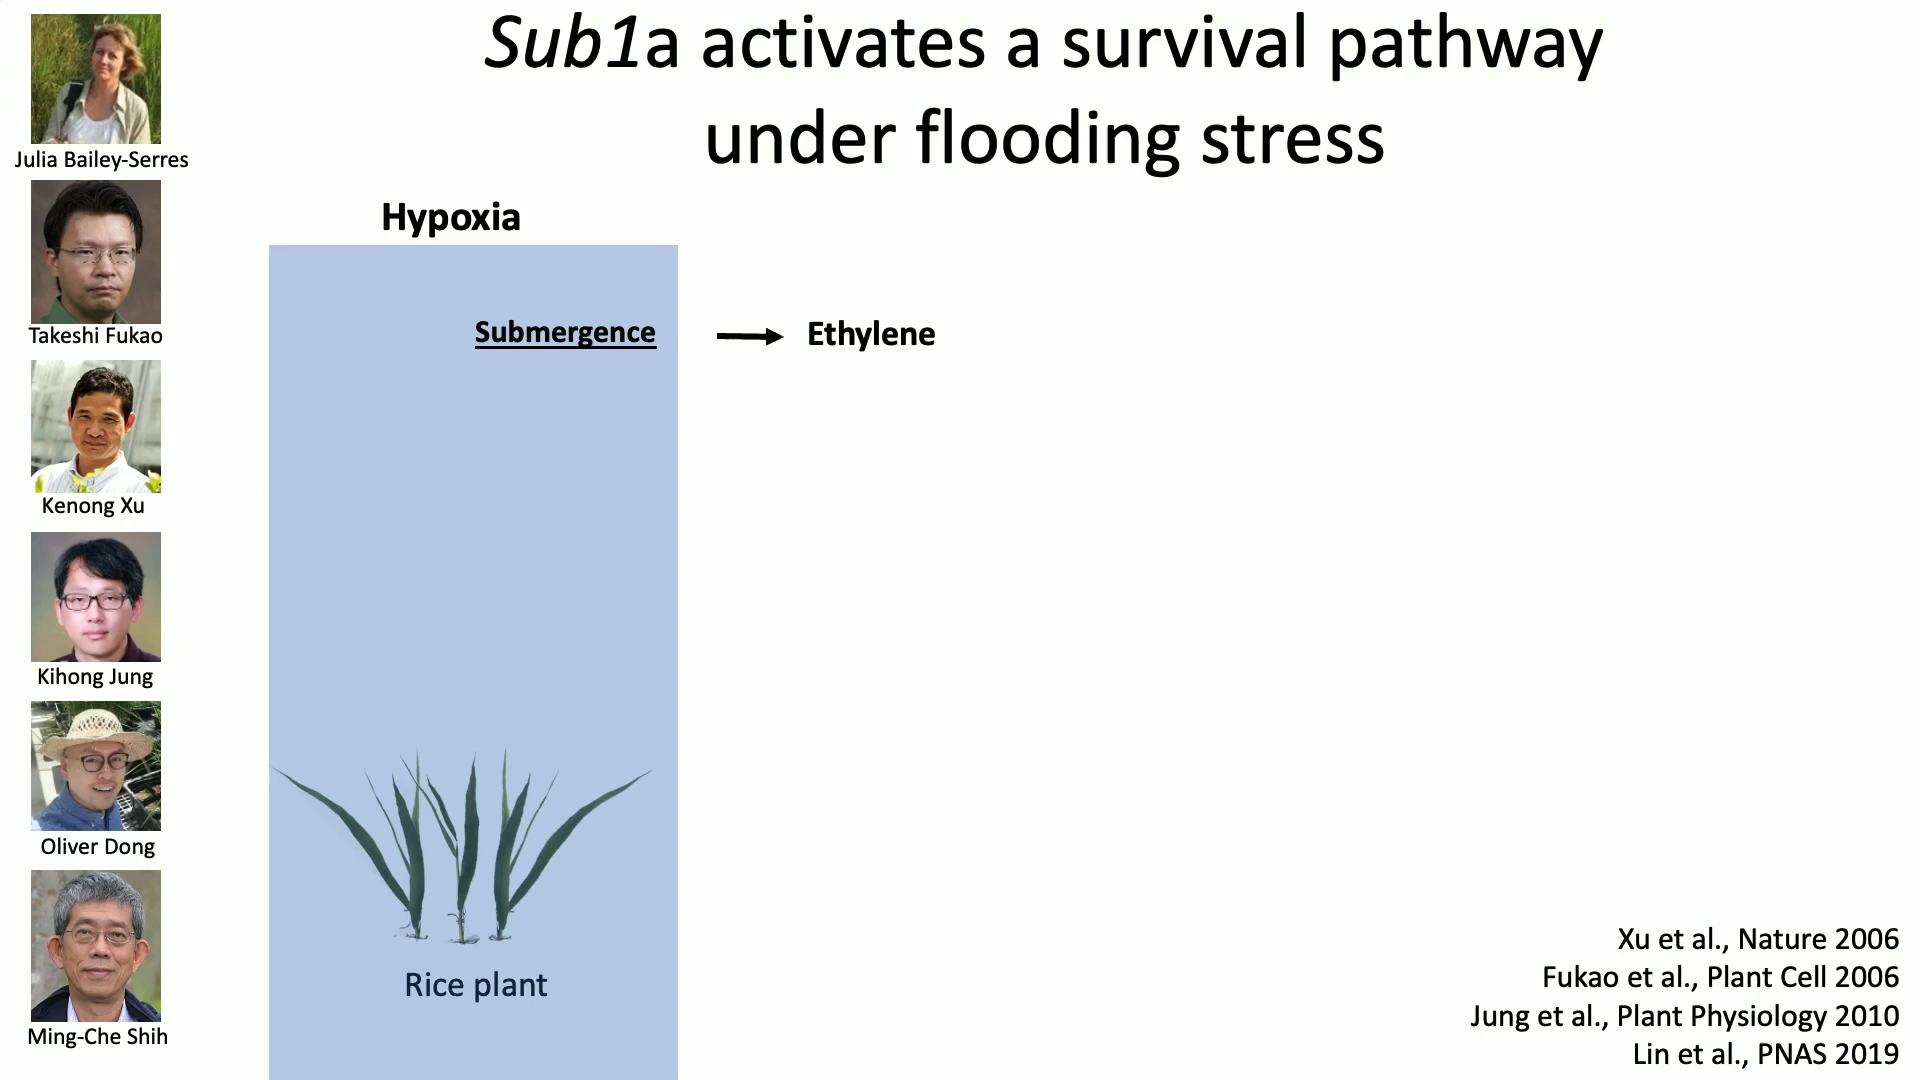 Sub1a activates a survival pathway
under flooding stress
Julia Bailey-Serres
Takeshi Fukao
Kenong Xu
Kihong Jung
Oliver Dong
Ming-Che Shih
Hypoxia
Submergence
Ethylene
Rice plant
Xu et al., Nature 2006
Fukao et al., Plant Cell 2006
Jung et al., Plant Physiology 2010
Lin et al., PNAS 2019